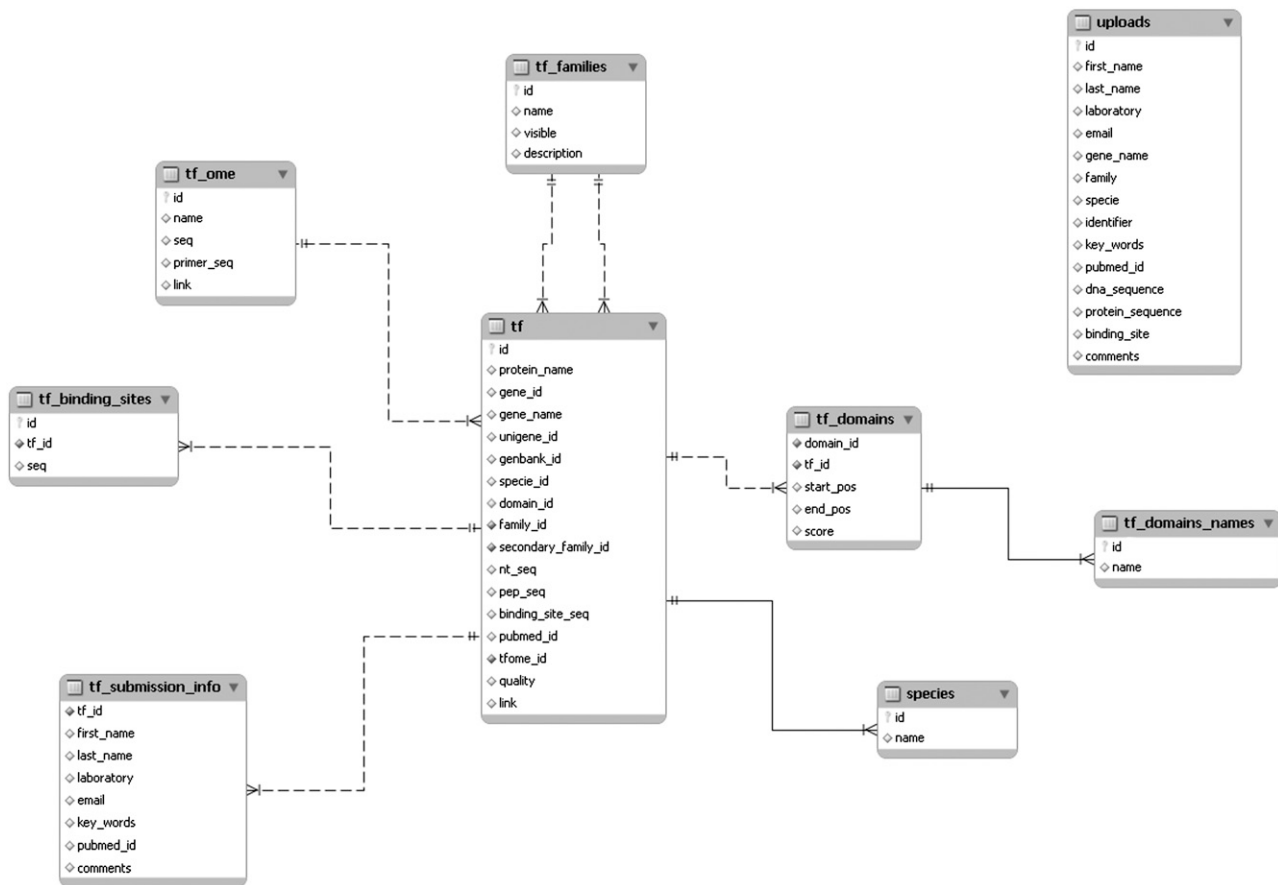 uploads
id
first_name
last_name
laboratory
email
gene_name
family
specie
identifier
key_words
pubmed_id
dna_sequence
protein_sequence
binding_site
comments
tf_families
id
name
visible
description
tf_ome
id
name
seq
primer_seq
link
tf
id
protein_name
gene_id
gene_name
unigene_id
genbank_id
specie_id
domain_id
family_id
secondary_family_id
nt_seq
pep_seq
binding_site_seq
pubmed_id
tfome_id
quality
link
tf_binding_sites
id
tf_id
seq
tf_domains
domain_id
tf_id
start_pos
end_pos
score
tf_domains_names
id
name
tf_submission_info
tf_id
first_name
last_name
laboratory
email
key_words
pubmed_id
comments
species
id
name